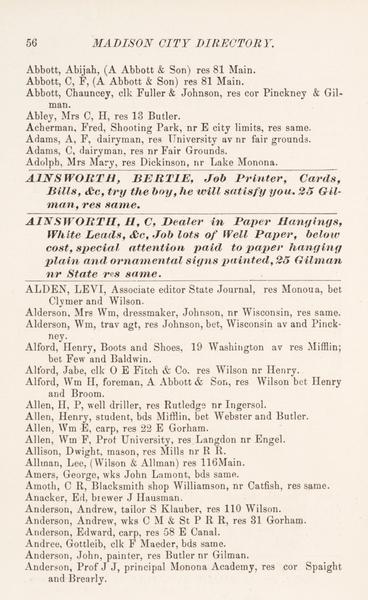 56 MADISON CITY DIRECTORY.
Abbott, Abijah, (A Abbott & Son) res 81 Main.
Abbott, C, F, (A Abbott & Son) res 81 Main.
Abbott, Chauncey, clk Fuller & Johnson, res cor Pinckney & Gil-
man.
Abley, Mrs C, H, res 13 Butler.
Acherman, Fred, Shooting Park, nr E city limits, res same.
Adams, A, F, dairyman, res University av nr fair grounds.
Adams, C, dairyman, res nr Fair Grounds.
Adolph, Mrs Mary, res Dickinson, nr Lake Monona.
AINSWORTH, BERTIE, Job Printer, Cards,
Bills, &c, try the boy, he will satisfy you. 25 Gil-
man, res same.
AINSWORTH, H, C, Dealer in Paper Hangings,
White Leads, &c, Job lots of Well Paper, below
cost, special attention paid to paper hanging
plain and ornamental signs painted, 25 Gilman
nr State res same.
ALDEN, LEVI, Associate editor State Journal, res Monoua, bet
Clymer and Wilson.
Alderson, Mrs Wm, dressmaker, Johnson, nr Wisconsin, res same.
Alderson, Wm, trav agt, res Johnson, bet, Wisconsin av and Pinck-
ney.
Alford, Henry, Boots and Shoes, 19 Washington av res Mifflin;
bet Few and Baldwin.
Alford, Jabe, clk O E Fitch & Co. res Wilson nr Henry.
Alford, Wm H, foreman, A Abbott & Son, res Wilson bet Henry
and Broom.
Allen, H, P, well driller, res Rutledge nr Ingersol.
Allen, Henry, student, bds Mifflin, bet Webster and Butler.
Allen, Wm E, carp, res 22 E Gorham.
Allen, Wm F, Prof University, res Langdon nr Engel.
Allison, Dwight, mason, res Mills nr R R.
Allman, Lee, (Wilson & Allman) res 116Main.
Amers, George, wks John Lamont, bds same.
Amoth, C R, Blacksmith shop Williamson, nr Catfish, res same.
Anacker, Ed, brewer J Hausman.
Anderson, Andrew, tailor S Klauber, res 110 Wilson.
Anderson, Andrew, wks C M & St P R R, res 31 Gorham.
Anderson, Edward, carp, res 58 E Canal.
Andree, Gottleib, clk F Maeder, bds same.
Anderson, John, painter, res Butler nr Gilman.
Anderson, Prof J J, principal Monona Academy, res cor Spaight
and Brearly.